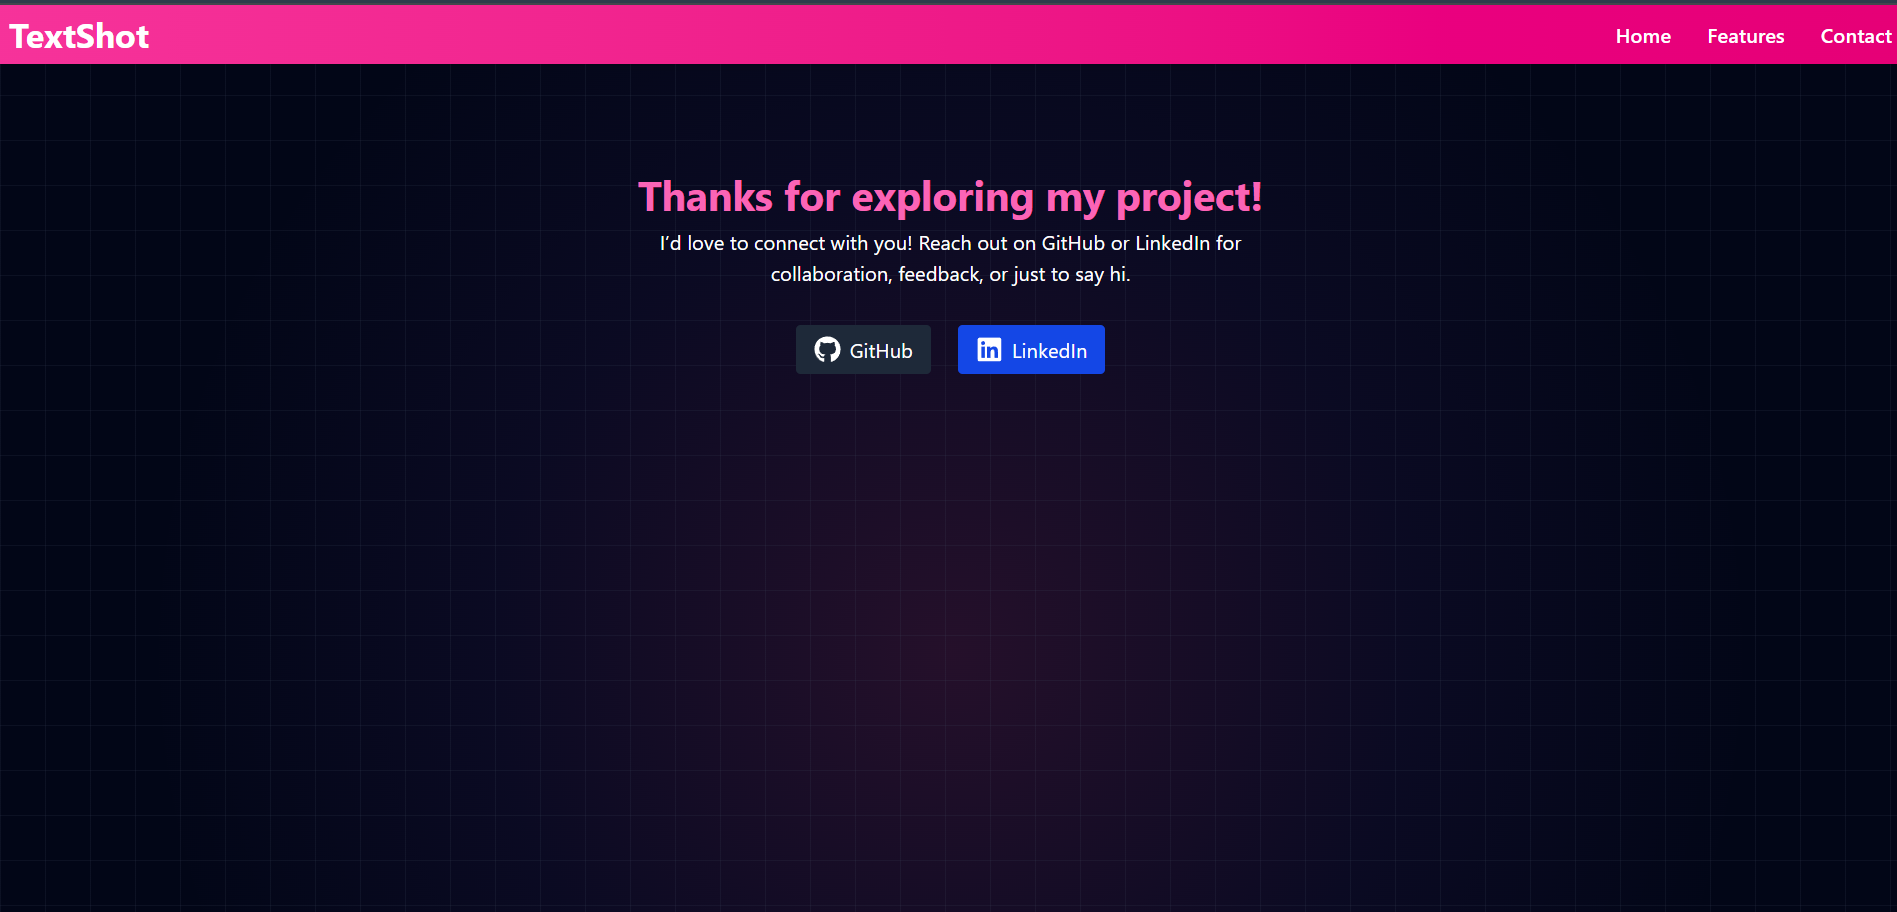 TextShot
Home Features Contact
Thanks for exploring my project!
I’d love to connect with you! Reach out on GitHub or LinkedIn for
collaboration, feedback, or just to say hi.
GitHub
LinkedIn